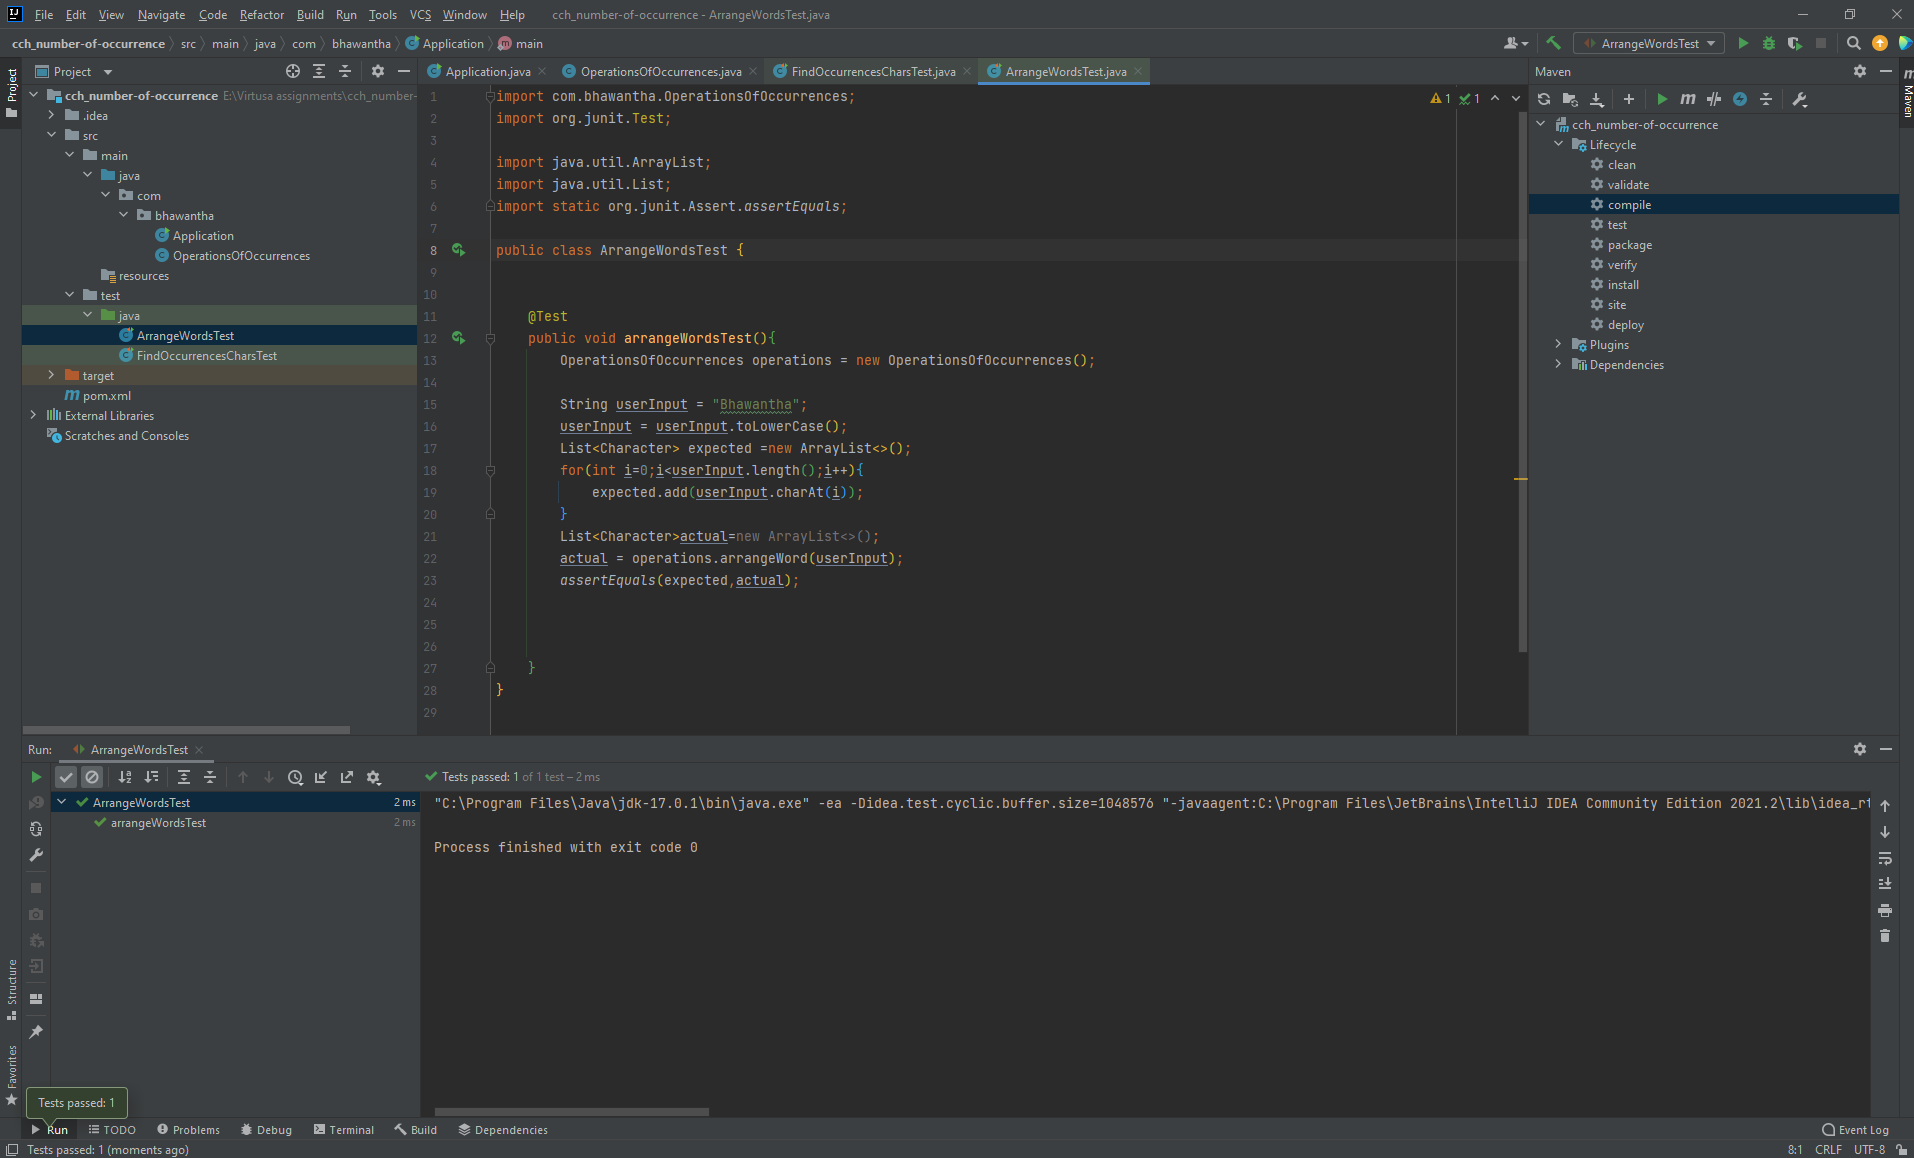 File Edit View Navigate Code Refactor Build Run Tools VCS Window Help cch_number-of-occurrence - ArrangeWordsTest.java
cch_number-of-occurrence src main java com bhawantha Application main
ArrangeWordsTest
Project
Project
Application.java OperationsOfOccurrences.java FindOccurrencesCharsTest.java ArrangeWordsTest.java
Maven
Maven
cch_number-of-occurrence E:\Virtusa assignments\cch_number-
.idea
src
main
java
com
bhawantha
Application
OperationsOfOccurrences
resources
test
java
ArrangeWordsTest
FindOccurrencesCharsTest
target
pom.xml
External Libraries
Scratches and Consoles
1 import com.bhawantha.OperationsOfOccurrences;
2 import org.junit.Test;
3
4 import java.util.ArrayList;
5 import java.util.List;
6 import static org.junit.Assert.assertEquals;
7
8 public class ArrangeWordsTest {
9
10
11 @Test
12 public void arrangeWordsTest(){
13 OperationsOfOccurrences operations = new OperationsOfOccurrences();
14
15 String userInput = "Bhawantha";
16 userInput = userInput.toLowerCase();
17 List<Character> expected =new ArrayList<>();
18 for(int i=0;i<userInput.length();i++){
19 expected.add(userInput.charAt(i));
20 }
21 List<Character>actual=new ArrayList<>();
22 actual = operations.arrangeWord(userInput);
23 assertEquals(expected,actual);
24
25
26
27 }
28 }
29
1 1
cch_number-of-occurrence
Lifecycle
clean
validate
compile
test
package
verify
install
site
deploy
Plugins
Dependencies
Run: ArrangeWordsTest
Tests passed: 1 of 1 test – 2 ms
ArrangeWordsTest 2 ms
arrangeWordsTest 2 ms
"C:\Program Files\Java\jdk-17.0.1\bin\java.exe" -ea -Didea.test.cyclic.buffer.size=1048576 "-javaagent:C:\Program Files\JetBrains\IntelliJ IDEA Community Edition 2021.2\lib\idea_rt
Process finished with exit code 0
Structure
Favorites
Tests passed: 1
Run TODO Problems Debug Terminal Build Dependencies Event Log
Tests passed: 1 (moments ago) 8:1 CRLF UTF-8